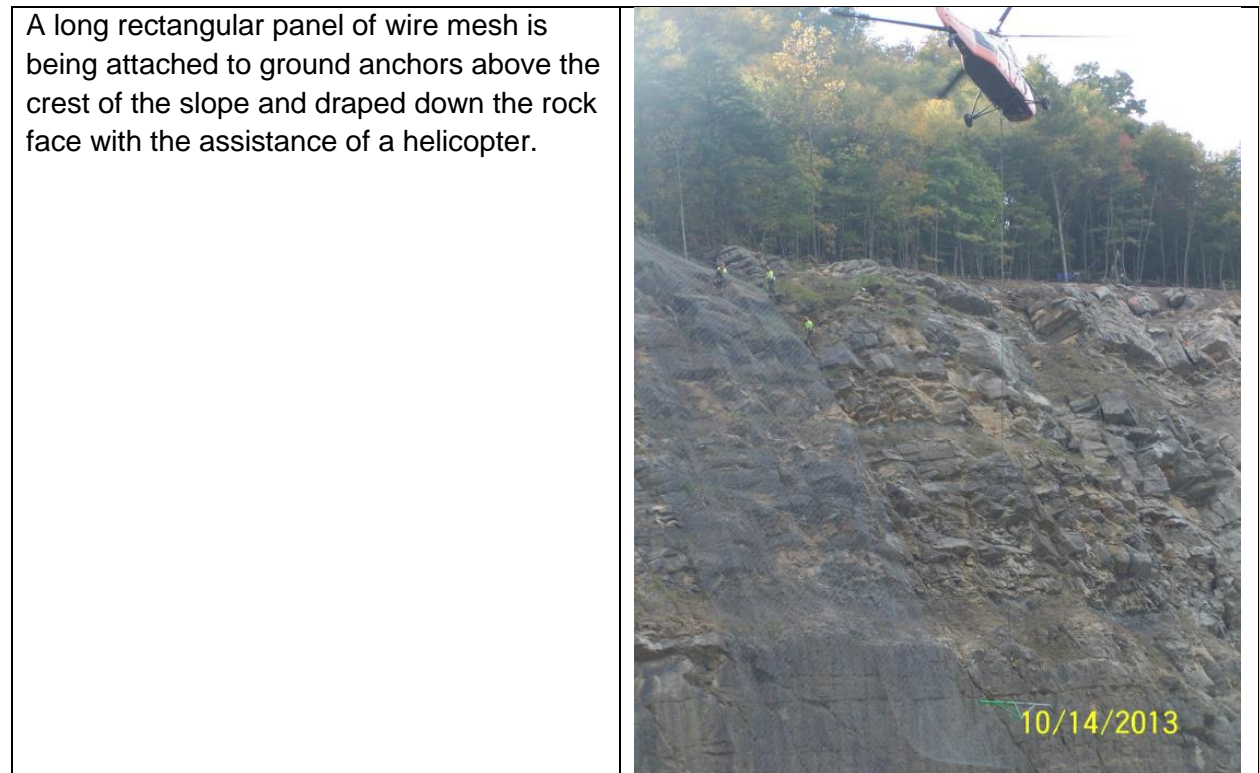 A long rectangular panel of wire mesh is
being attached to ground anchors above the
crest of the slope and draped down the rock
face with the assistance of a helicopter.
10/14/2013